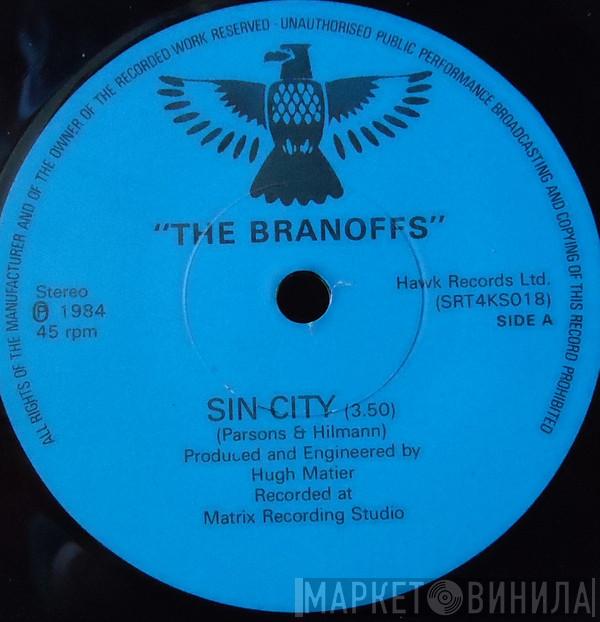 ALL RIGHTS OF THE MANUFACTURER AND OF THE OWNER OF THE RECORDED WORK RESERVED · UNAUTHORISED PUBLIC PERFORMANCE BROADCASTING AND COPYING OF THIS RECORD PROHIBITED
"THE BRANOFFS"
Stereo
℗ 1984
45 rpm
Hawk Records Ltd.
(SRT4KS018)
SIDE A
SIN CITY (3.50)
(Parsons & Hilmann)
Produced and Engineered by
Hugh Matier
Recorded at
Matrix Recording Studio
МАРКЕТ ВИНИЛА